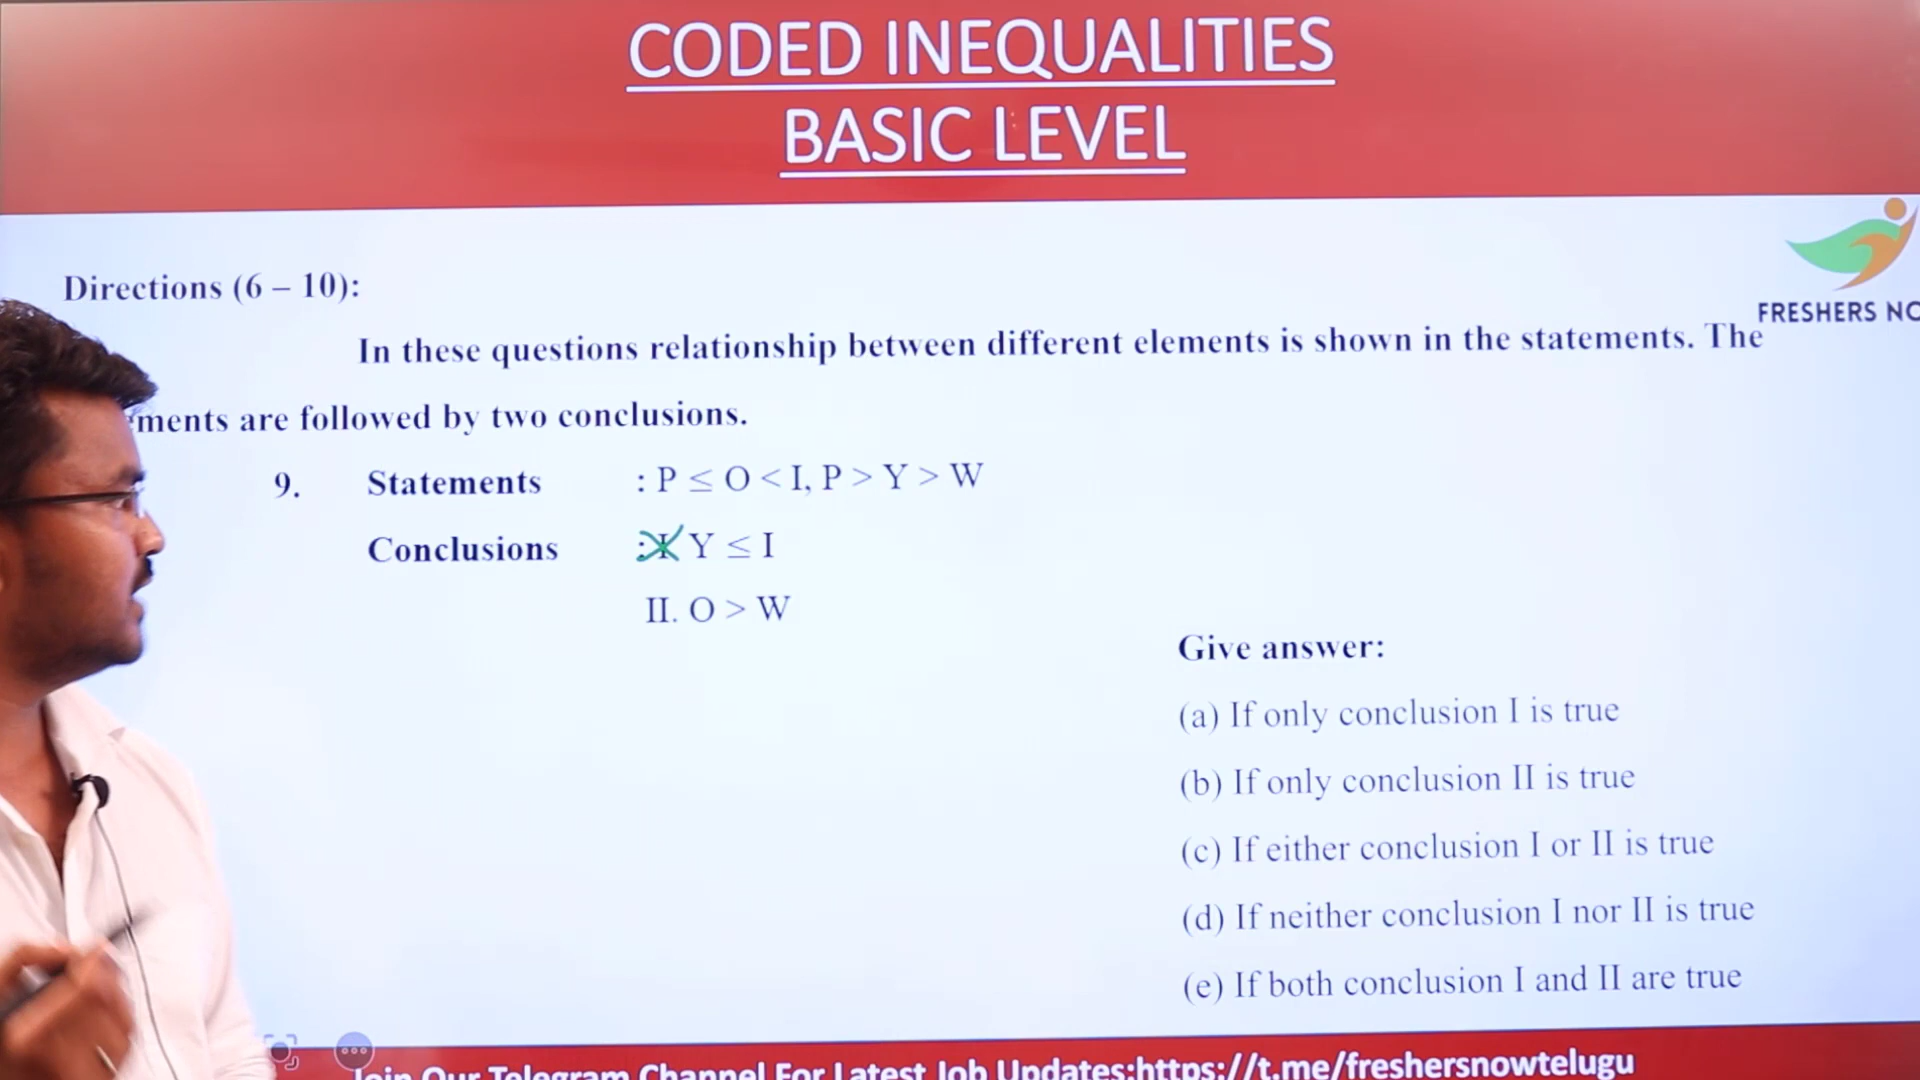 CODED INEQUALITIES
BASIC LEVEL
FRESHERS NO
Directions (6 – 10):
In these questions relationship between different elements is shown in the statements. The
ments are followed by two conclusions.
9. Statements : P ≤ O < I, P > Y > W
Conclusions : I. Y ≤ I
II. O > W
Give answer:
(a) If only conclusion I is true
(b) If only conclusion II is true
(c) If either conclusion I or II is true
(d) If neither conclusion I nor II is true
(e) If both conclusion I and II are true
Join Our Telegram Channel For Latest Job Updates:https://t.me/freshersnowtelugu